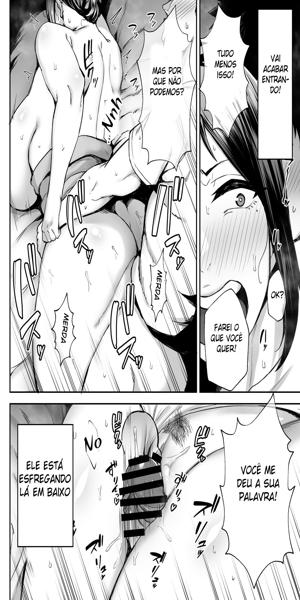 VAI
ACABAR
ENTRAN-
DO!
TUDO
MENOS
ISSO!
MAS POR
QUE NÃO
PODEMOS?
Nnh
OK?
FAREI O
QUE VOCÊ
QUER!
MERDA
MERDA
VOCÊ ME
DEU A SUA
PALAVRA!
No
ELE ESTÁ
ESFREGANDO
LÁ EM BAIXO